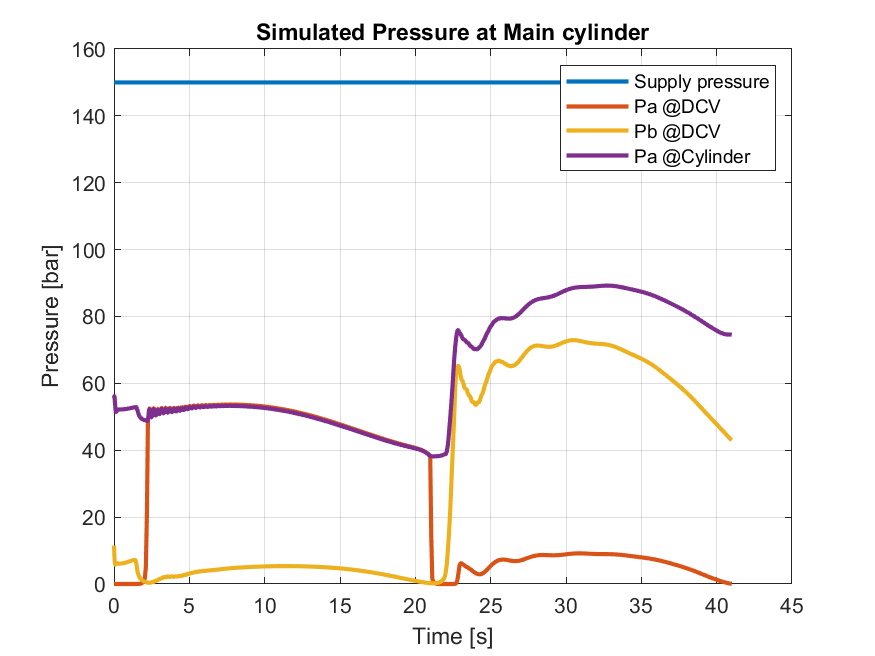 Simulated Pressure at Main cylinder
160
140
120
100
80
60
40
20
0
Pressure [bar]
Supply pressure
Pa @DCV
Pb @DCV
Pa @Cylinder
0 5 10 15 20 25 30 35 40 45
Time [s]